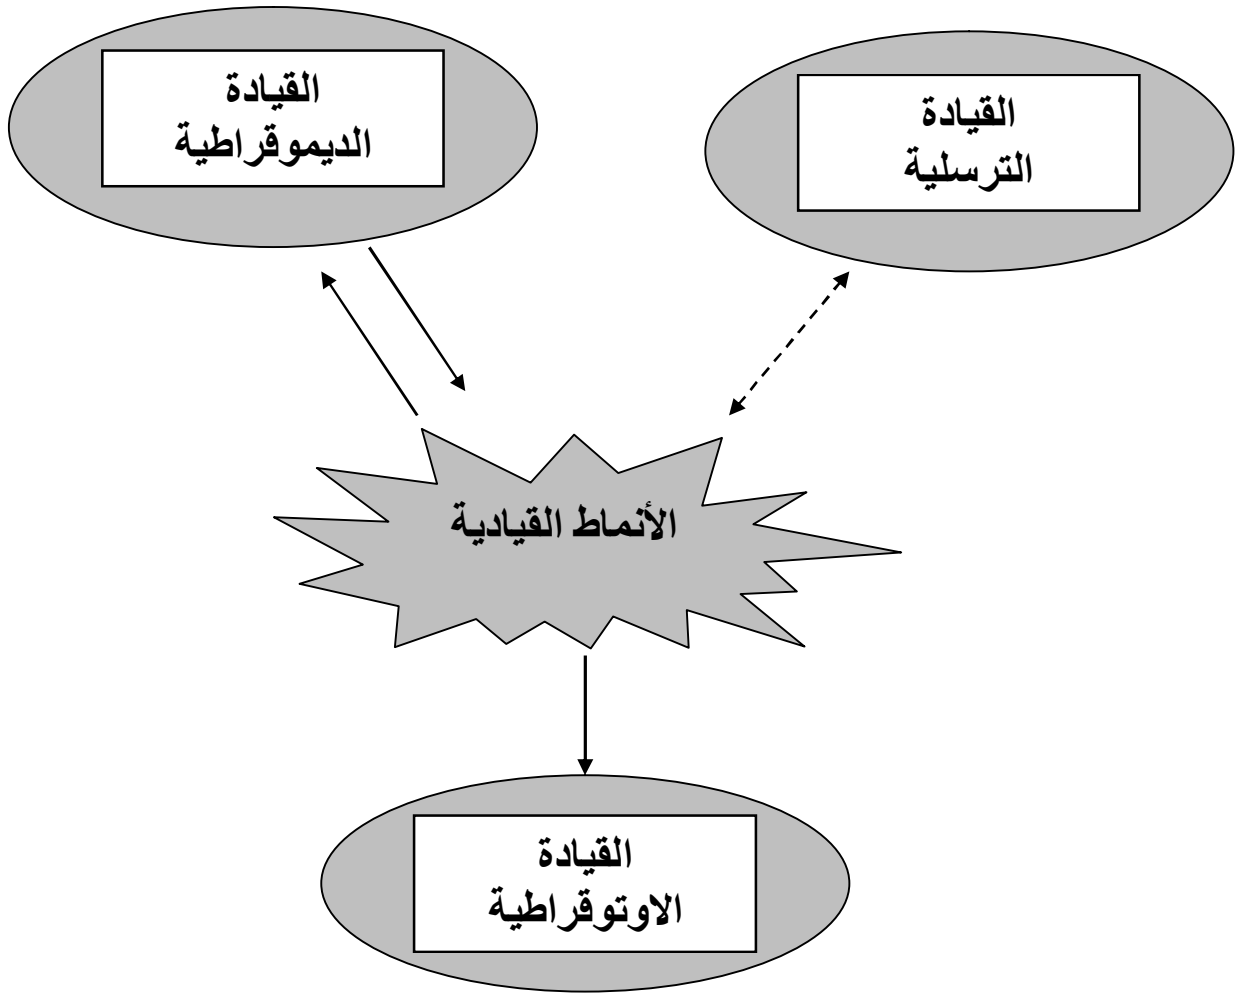 القيادة
الترسلية
القيادة
الديموقراطية
الأنماط القيادية
القيادة
الاوتوقراطية